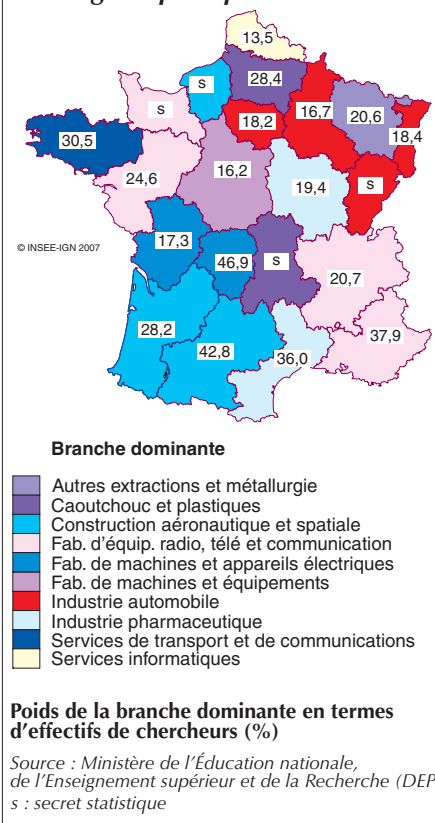 13,5
s
28,4
s
16,7
20,6
18,2
18,4
30,5
24,6
16,2
19,4
s
© INSEE-IGN 2007
17,3
46,9
s
20,7
28,2
42,8
36,0
37,9
Branche dominante
Autres extractions et métallurgie
Caoutchouc et plastiques
Construction aéronautique et spatiale
Fab. d'équip. radio, télé et communication
Fab. de machines et appareils électriques
Fab. de machines et équipements
Industrie automobile
Industrie pharmaceutique
Services de transport et de communications
Services informatiques
Poids de la branche dominante en termes
d'effectifs de chercheurs (%)
Source : Ministère de l'Éducation nationale,
de l'Enseignement supérieur et de la Recherche (DEP
s : secret statistique